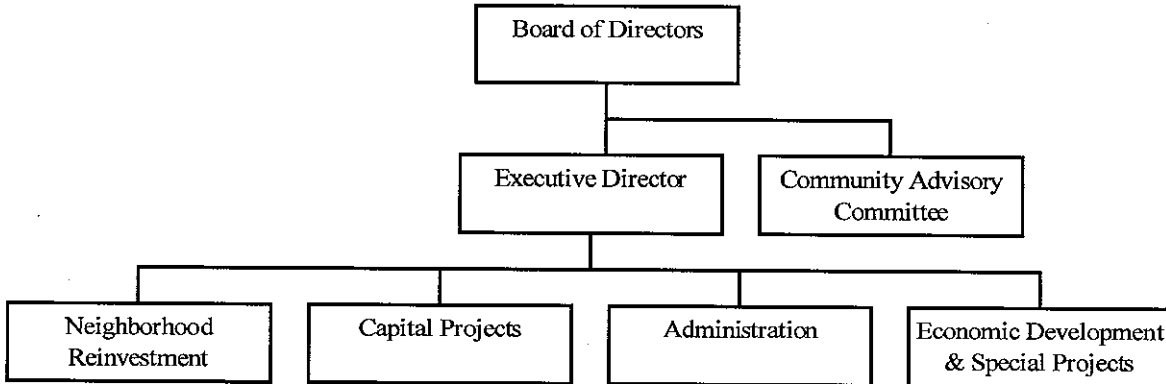 Board of Directors
Executive Director
Community Advisory
Committee
Neighborhood
Reinvestment
Capital Projects
Administration
Economic Development
& Special Projects